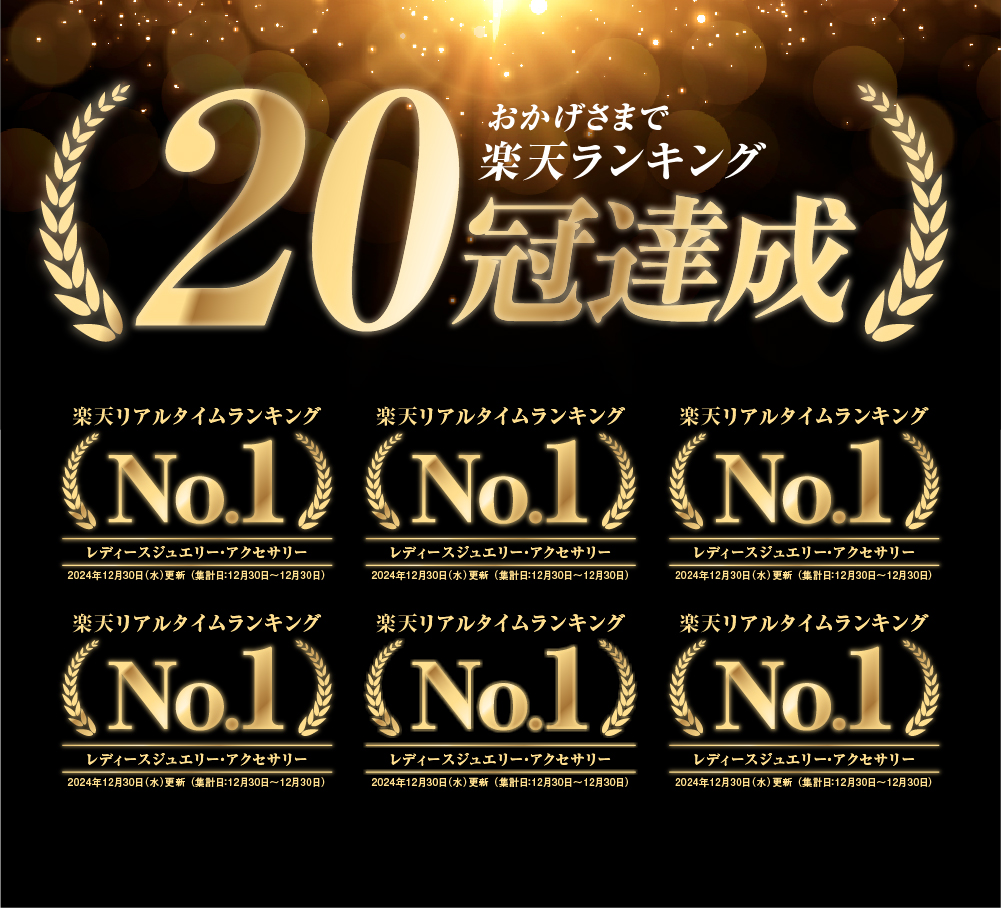 おかげさまで
楽天ランキング
20冠達成
楽天リアルタイムランキング
No.1
レディースジュエリー・アクセサリー
2024年12月30日(水)更新（集計日:12月30日～12月30日）
楽天リアルタイムランキング
No.1
レディースジュエリー・アクセサリー
2024年12月30日(水)更新（集計日:12月30日～12月30日）
楽天リアルタイムランキング
No.1
レディースジュエリー・アクセサリー
2024年12月30日(水)更新（集計日:12月30日～12月30日）
楽天リアルタイムランキング
No.1
レディースジュエリー・アクセサリー
2024年12月30日(水)更新（集計日:12月30日～12月30日）
楽天リアルタイムランキング
No.1
レディースジュエリー・アクセサリー
2024年12月30日(水)更新（集計日:12月30日～12月30日）
楽天リアルタイムランキング
No.1
レディースジュエリー・アクセサリー
2024年12月30日(水)更新（集計日:12月30日～12月30日）